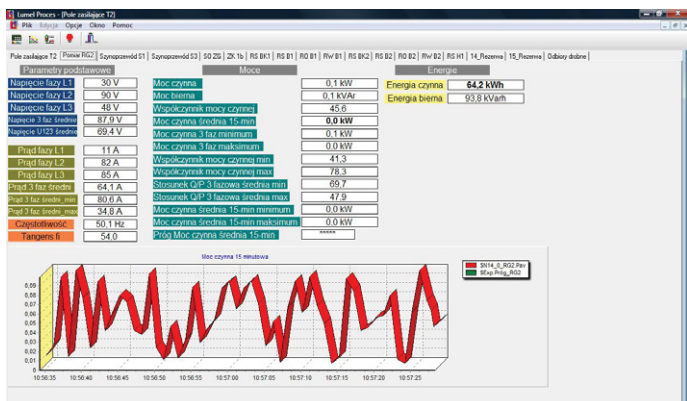 Lumel Proces - [Pole zasilające T2]
Plik Edycja Opcje Okno Pomoc
Pole zasilające T2 Pomiar RG2 Szynoprzewód S1 Szynoprzewód S3 SO ZG ZK 1b RS BK1 RS B1 RO B1 RW B1 RS BK2 RS B2 RO B2 RW B2 RS H1 14_Rezerwa 15_Rezerwa Odbiory drobne
Parametry podstawowe Moce Energie
Napięcie fazy L1 30 V Moc czynna 0,1 kW Energia czynna 64,2 kWh
Napięcie fazy L2 90 V Moc bierna 0,1 kVAr Energia bierna 93,8 kVarh
Napięcie fazy L3 48 V Współczynnik mocy czynnej 45,6
Napięcie 3 faz średnie 87,9 V Moc czynna średnia 15-min 0,0 kW
Napięcie U123 średnie 69,4 V Moc czynna 3 faz minimum 0,1 kW
Moc czynna 3 faz maksimum 0,0 kW
Prąd fazy L1 11 A Współczynnik mocy czynnej min 41,3
Prąd fazy L2 82 A Współczynnik mocy czynnej max 78,3
Prąd fazy L3 85 A Stosunek Q/P 3 fazowa średnia min 69,7
Prąd 3 faz średni 64,1 A Stosunek Q/P 3 fazowa średnia max 47,9
Prąd 3 faz średni_min 80,6 A Moc czynna średnia 15-min minimum 0,0 kW
Prąd 3 faz średni_max 34,8 A Moc czynna średnia 15-min maksimum 0,0 kW
Częstotliwość 50,1 Hz Próg Moc czynna średnia 15-min *****
Tangens fi 54,0
Moc czynna 15 minutowa
SN14_0_RG2.Pav
SExp.Próg_RG2
0,09
0,08
0,07
0,06
0,05
0,04
0,03
0,02
0,01
0
10:56:35 10:56:40 10:56:45 10:56:50 10:56:55 10:57:00 10:57:05 10:57:10 10:57:15 10:57:20 10:57:25